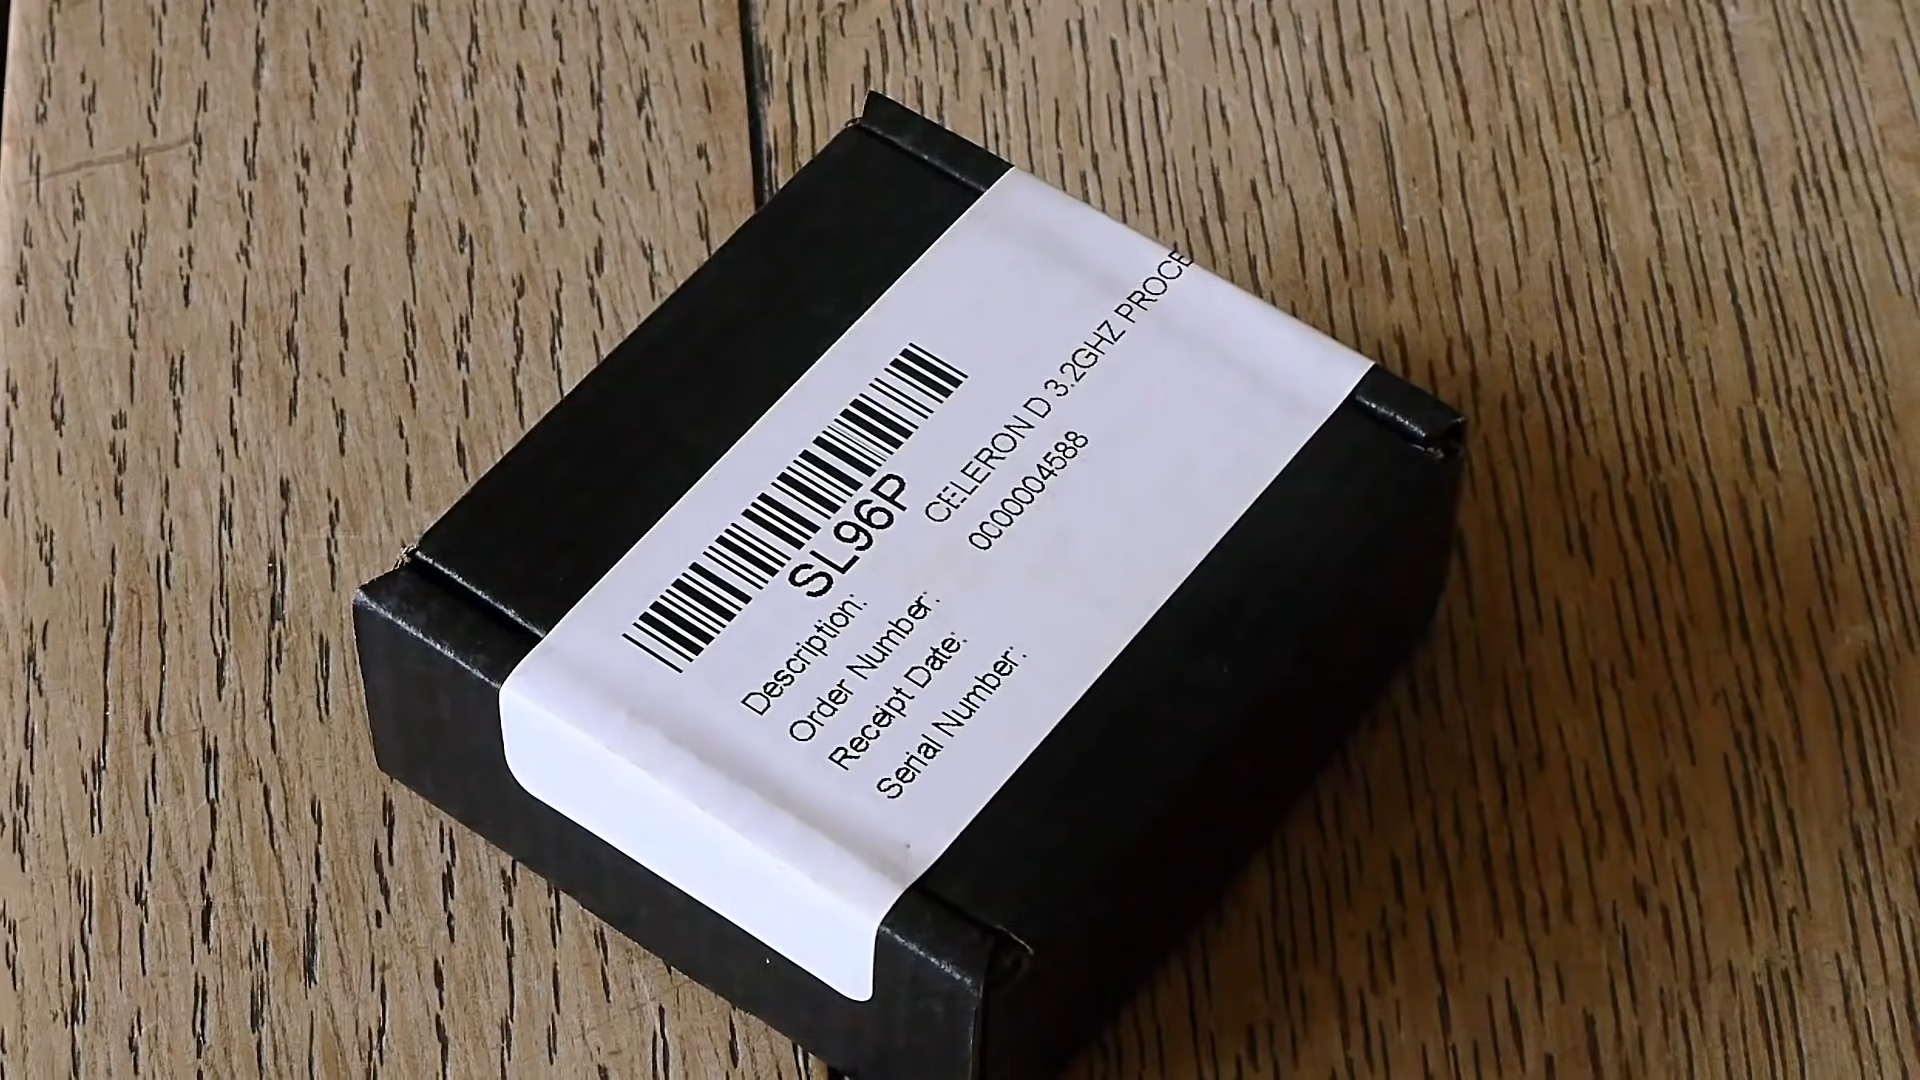 SL96P
Description: CELERON D 3.2GHZ PROCE
Order Number: 0000004588
Receipt Date:
Serial Number: